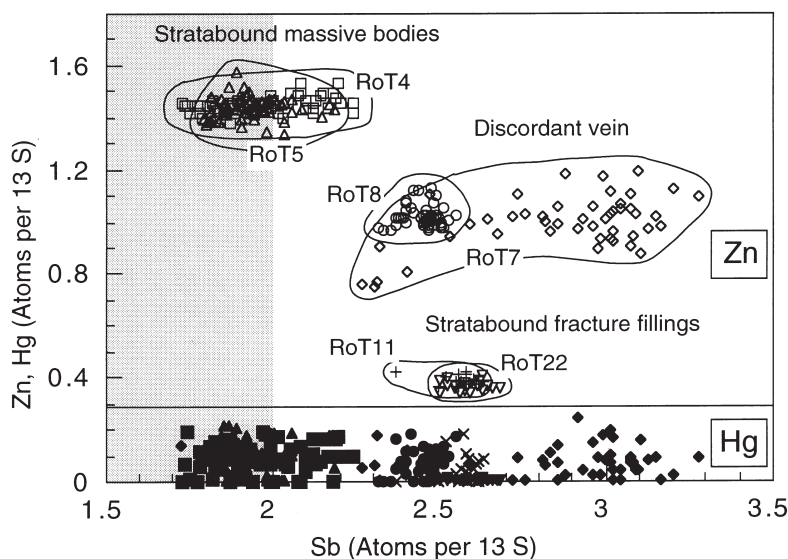 Stratabound massive bodies
1.6
RoT4
RoT5
Discordant vein
1.2
RoT8
Zn, Hg (Atoms per 13 S)
RoT7
Zn
0.8
Stratabound fracture fillings
RoT11
RoT22
0.4
Hg
0
1.5
2
2.5
3
3.5
Sb (Atoms per 13 S)